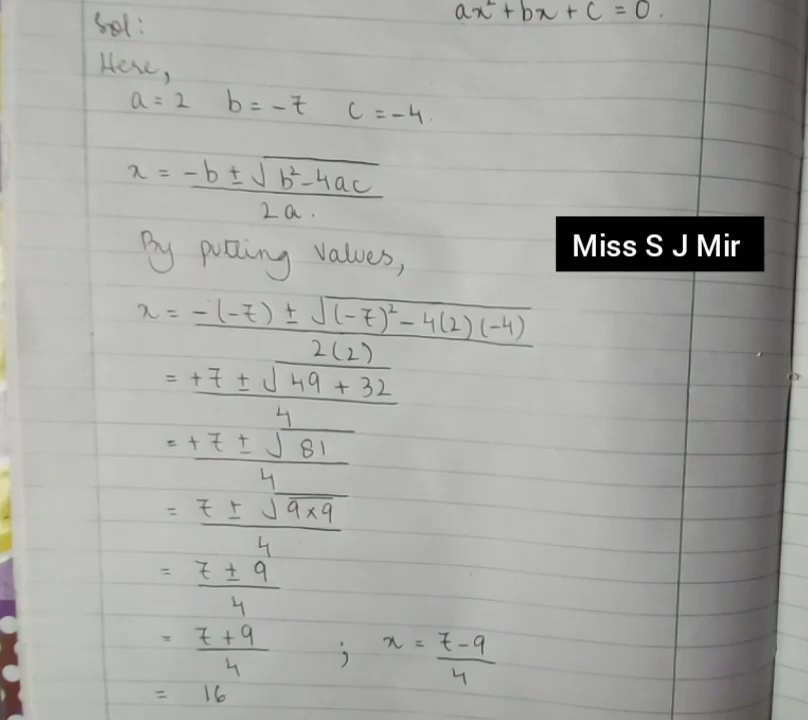 ax² + bx + c = 0.
Sol:
Here,
a = 2 b = -7 c = -4.
x = -b ± √b²-4ac
2a.
Miss S J Mir
By putting values,
x = -(-7) ± √(-7)² - 4(2)(-4)
2(2)
= +7 ± √49 + 32
4
= +7 ± √81
4
= 7 ± √9×9
4
= 7 ± 9
4
= 7 + 9 ; x = 7 - 9
4 4
= 16